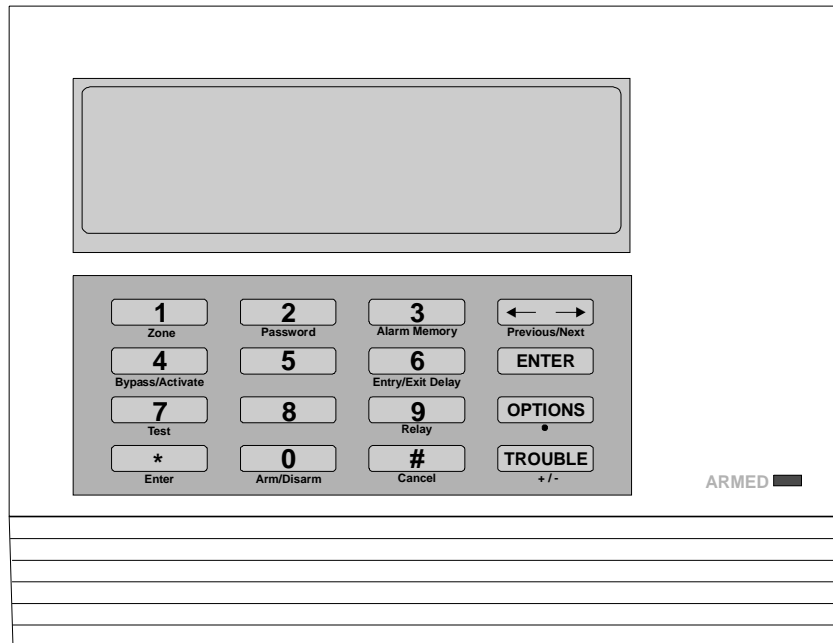 1 2 3 ← →
Zone Password Alarm Memory Previous/Next
4 5 6 ENTER
Bypass/Activate Entry/Exit Delay
7 8 9 OPTIONS
Test Relay •
* 0 # TROUBLE
Enter Arm/Disarm Cancel + / -
ARMED